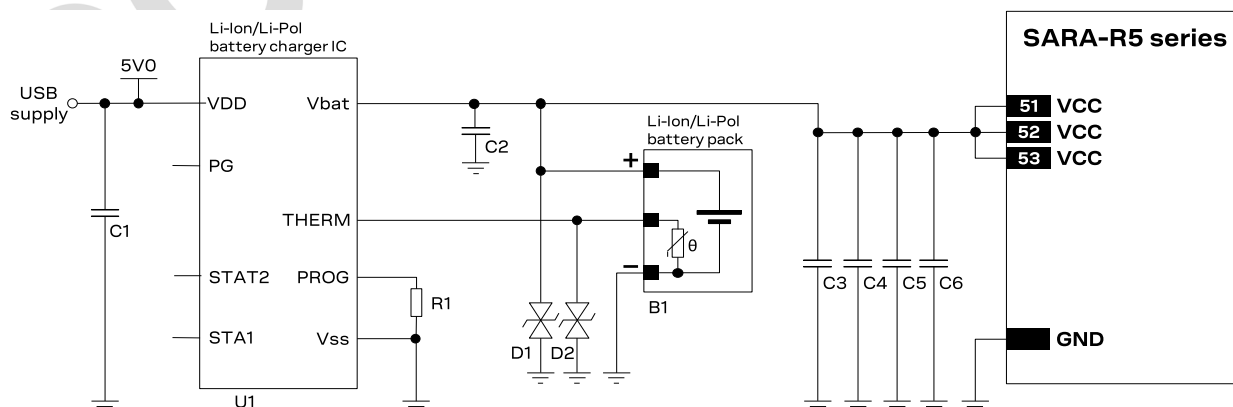 Li-Ion/Li-Pol
battery charger IC
SARA-R5 series
5V0
USB
supply
VDD
Vbat
51 VCC
52 VCC
53 VCC
Li-Ion/Li-Pol
battery pack
C2
+
PG
THERM
C1
θ
STAT2
PROG
–
C3
C4
C5
C6
R1
B1
STA1
Vss
D1
D2
GND
U1